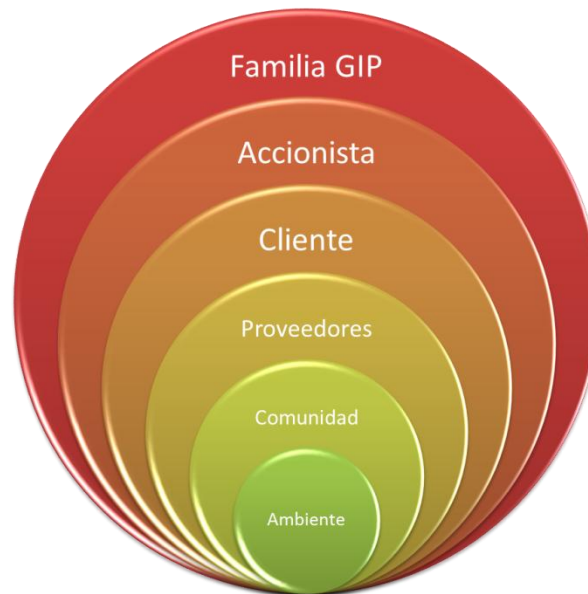 Familia GIP
Accionista
Cliente
Proveedores
Comunidad
Ambiente